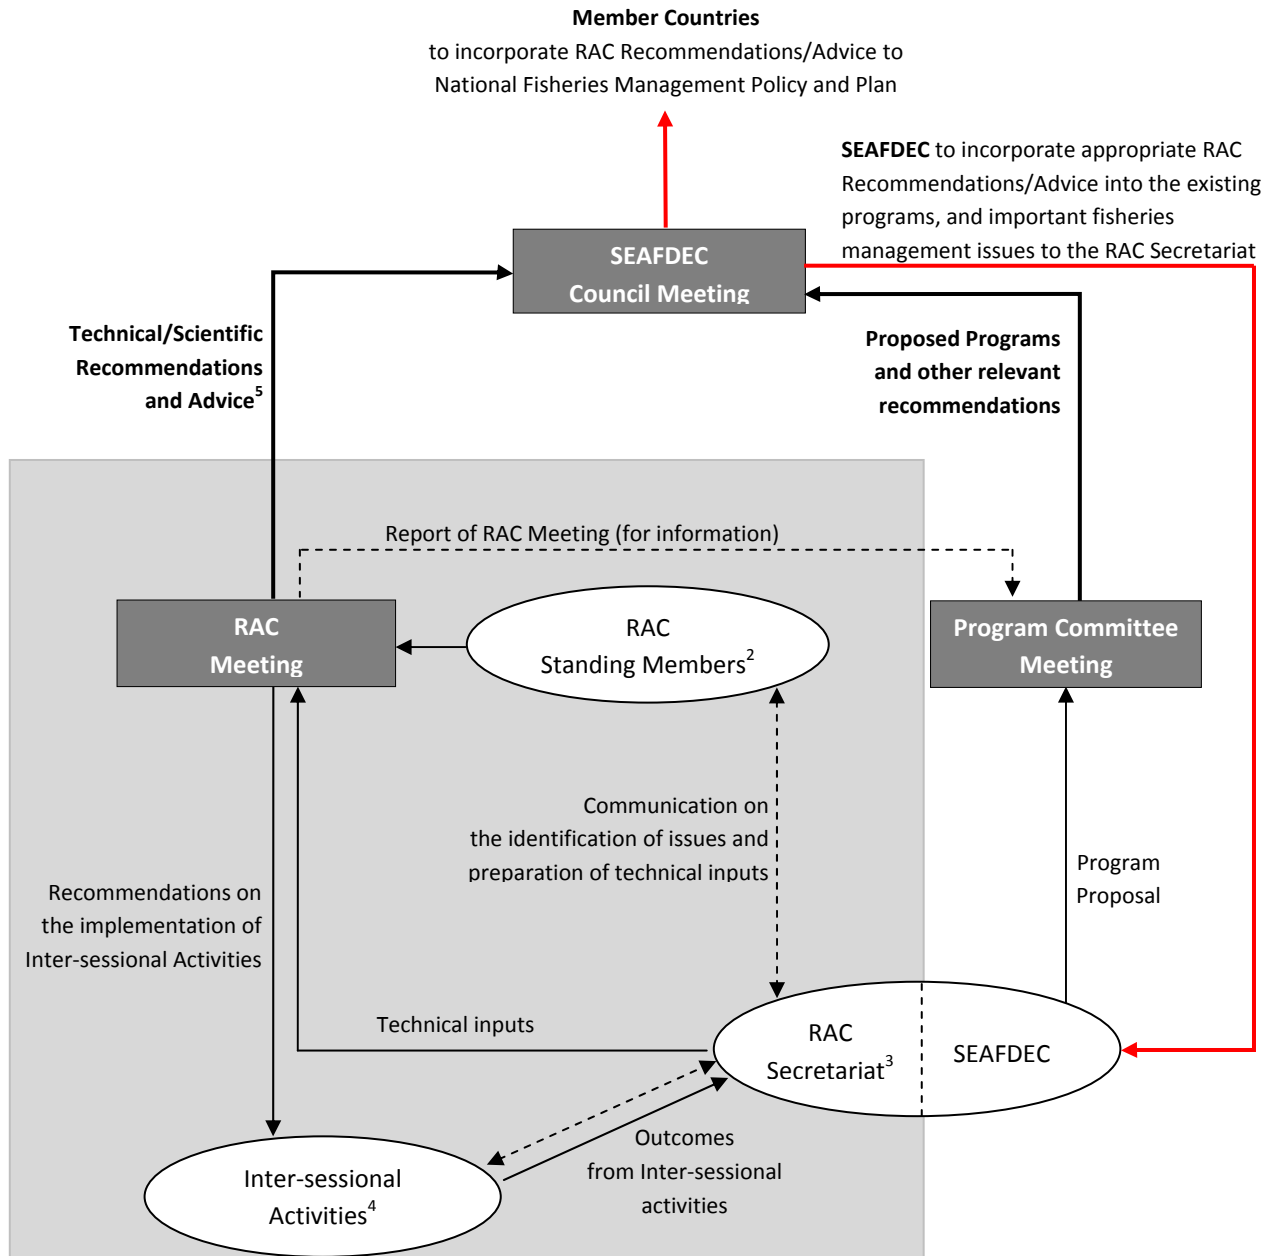 Member Countries
to incorporate RAC Recommendations/Advice to
National Fisheries Management Policy and Plan
SEAFDEC to incorporate appropriate RAC
Recommendations/Advice into the existing
programs, and important fisheries
management issues to the RAC Secretariat
SEAFDEC
Council Meeting
Technical/Scientific
Recommendations
and Advice5
Proposed Programs
and other relevant
recommendations
Report of RAC Meeting (for information)
RAC
Meeting
RAC
Standing Members2
Program Committee
Meeting
Communication on
the identification of issues and
preparation of technical inputs
Program
Proposal
Recommendations on
the implementation of
Inter-sessional Activities
Technical inputs
RAC
Secretariat3
SEAFDEC
Outcomes
from Inter-sessional
activities
Inter-sessional
Activities4